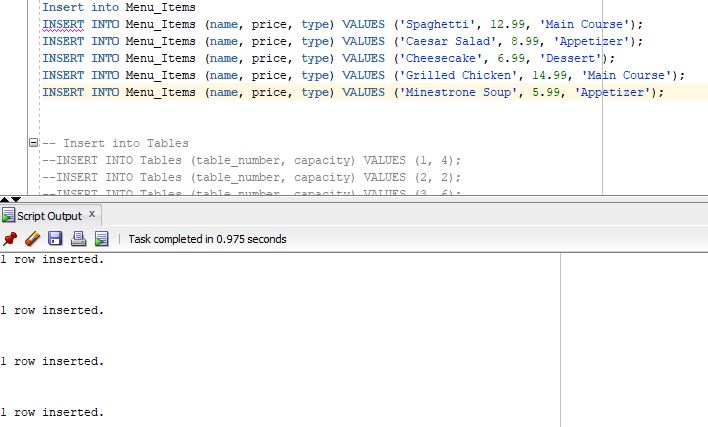 Insert into Menu_Items
INSERT INTO Menu_Items (name, price, type) VALUES ('Spaghetti', 12.99, 'Main Course');
INSERT INTO Menu_Items (name, price, type) VALUES ('Caesar Salad', 8.99, 'Appetizer');
INSERT INTO Menu_Items (name, price, type) VALUES ('Cheesecake', 6.99, 'Dessert');
INSERT INTO Menu_Items (name, price, type) VALUES ('Grilled Chicken', 14.99, 'Main Course');
INSERT INTO Menu_Items (name, price, type) VALUES ('Minestrone Soup', 5.99, 'Appetizer');
-- Insert into Tables
--INSERT INTO Tables (table_number, capacity) VALUES (1, 4);
--INSERT INTO Tables (table_number, capacity) VALUES (2, 2);
--INSERT INTO Tables (table_number, capacity) VALUES (3, 6);
Script Output x
Task completed in 0.975 seconds
1 row inserted.
1 row inserted.
1 row inserted.
1 row inserted.